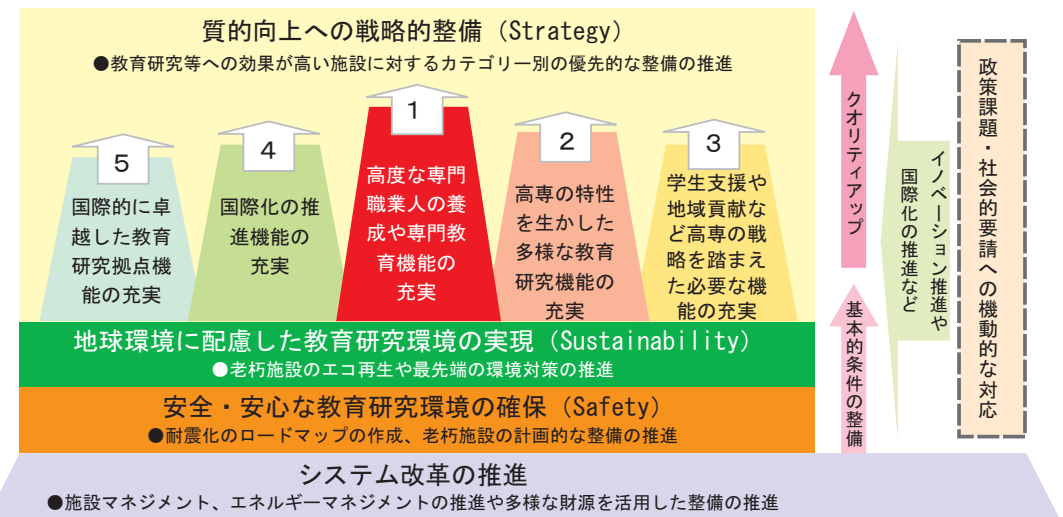 質的向上への戦略的整備（Strategy）
●教育研究等への効果が高い施設に対するカテゴリー別の優先的な整備の推進
5
国際的に卓
越した教育
研究拠点機
能の充実
4
国際化の推
進機能の
充実
1
高度な専門
職業人の養
成や専門教
育機能の
充実
2
高専の特性
を生かした
多様な教育
研究機能の
充実
3
学生支援や
地域貢献な
ど高専の戦
略を踏まえ
た必要な機
能の充実
地球環境に配慮した教育研究環境の実現（Sustainability）
●老朽施設のエコ再生や最先端の環境対策の推進
安全・安心な教育研究環境の確保（Safety）
●耐震化のロードマップの作成、老朽施設の計画的な整備の推進
システム改革の推進
●施設マネジメント、エネルギーマネジメントの推進や多様な財源を活用した整備の推進
クオリティアップ
基本的条件の整備
イノベーション推進や
国際化の推進など
政策課題・社会的要請への機動的な対応